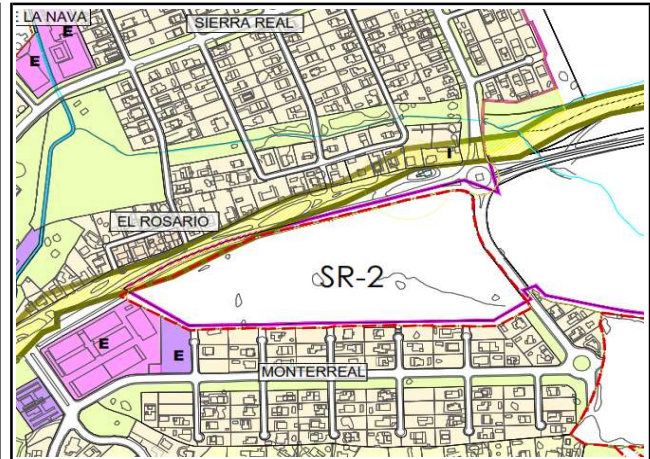 E LA NAVA
SIERRA REAL
E
E
I
EL ROSARIO
SR-2
E
E
MONTERREAL